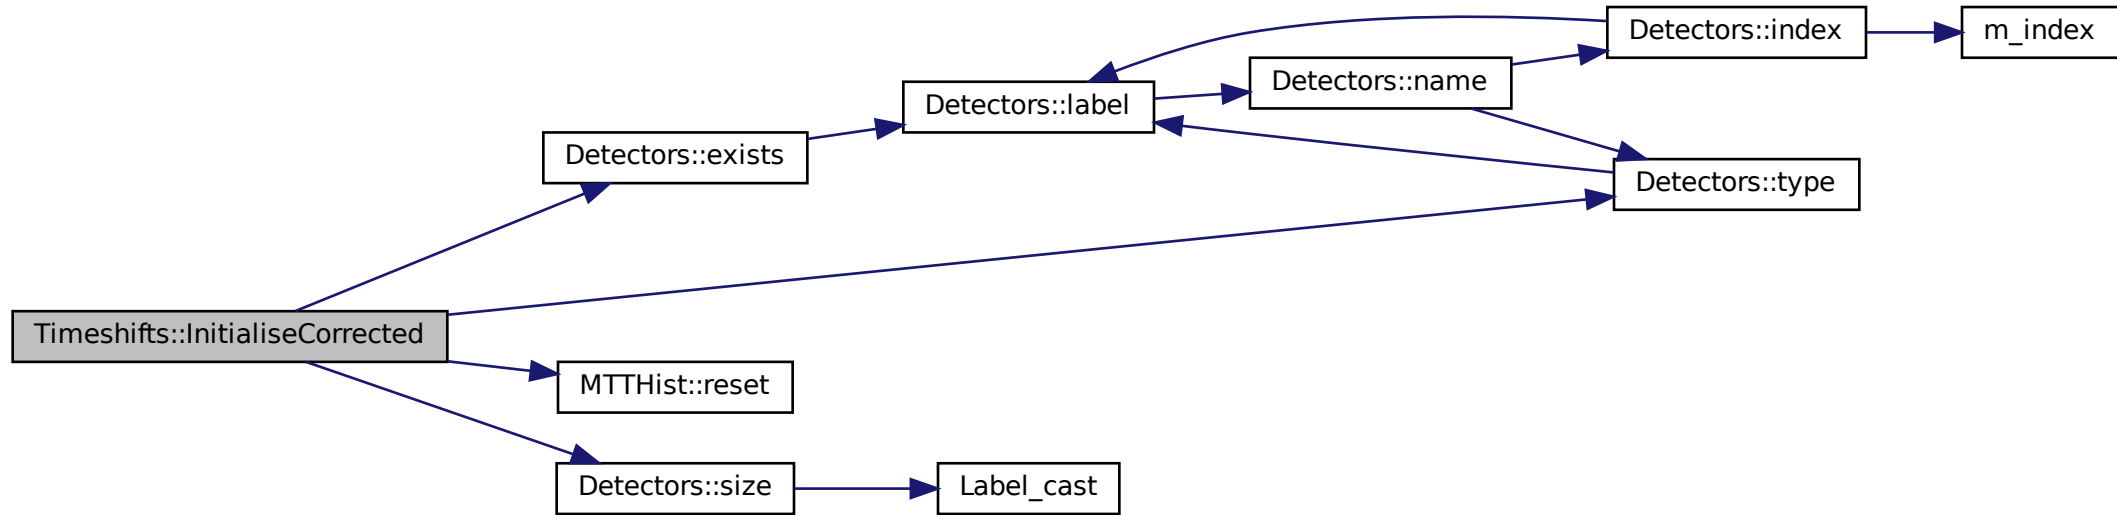 Detectors::index
m_index
Detectors::name
Detectors::label
Detectors::exists
Detectors::type
Timeshifts::InitialiseCorrected
MTTHist::reset
Detectors::size
Label_cast